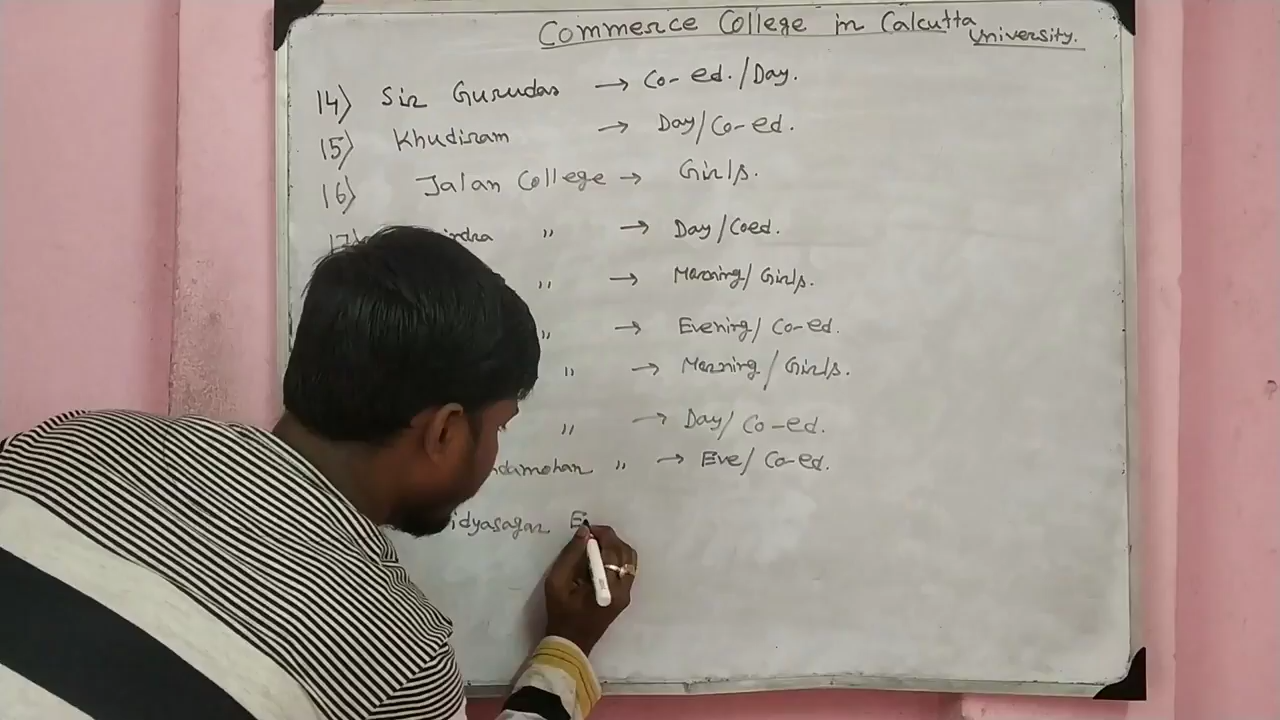 Commerce College in Calcutta University.
14) Sir Gurudas → Co-ed./Day.
15) Khudiram → Day/Co-ed.
16) Jalan College → Girls.
17) indra " → Day/Coed.
" → Morning/Girls.
" → Evening/Co-ed.
" → Morning/Girls.
" → Day/Co-ed.
ndamohan " → Eve/Co-ed.
idyasagar E